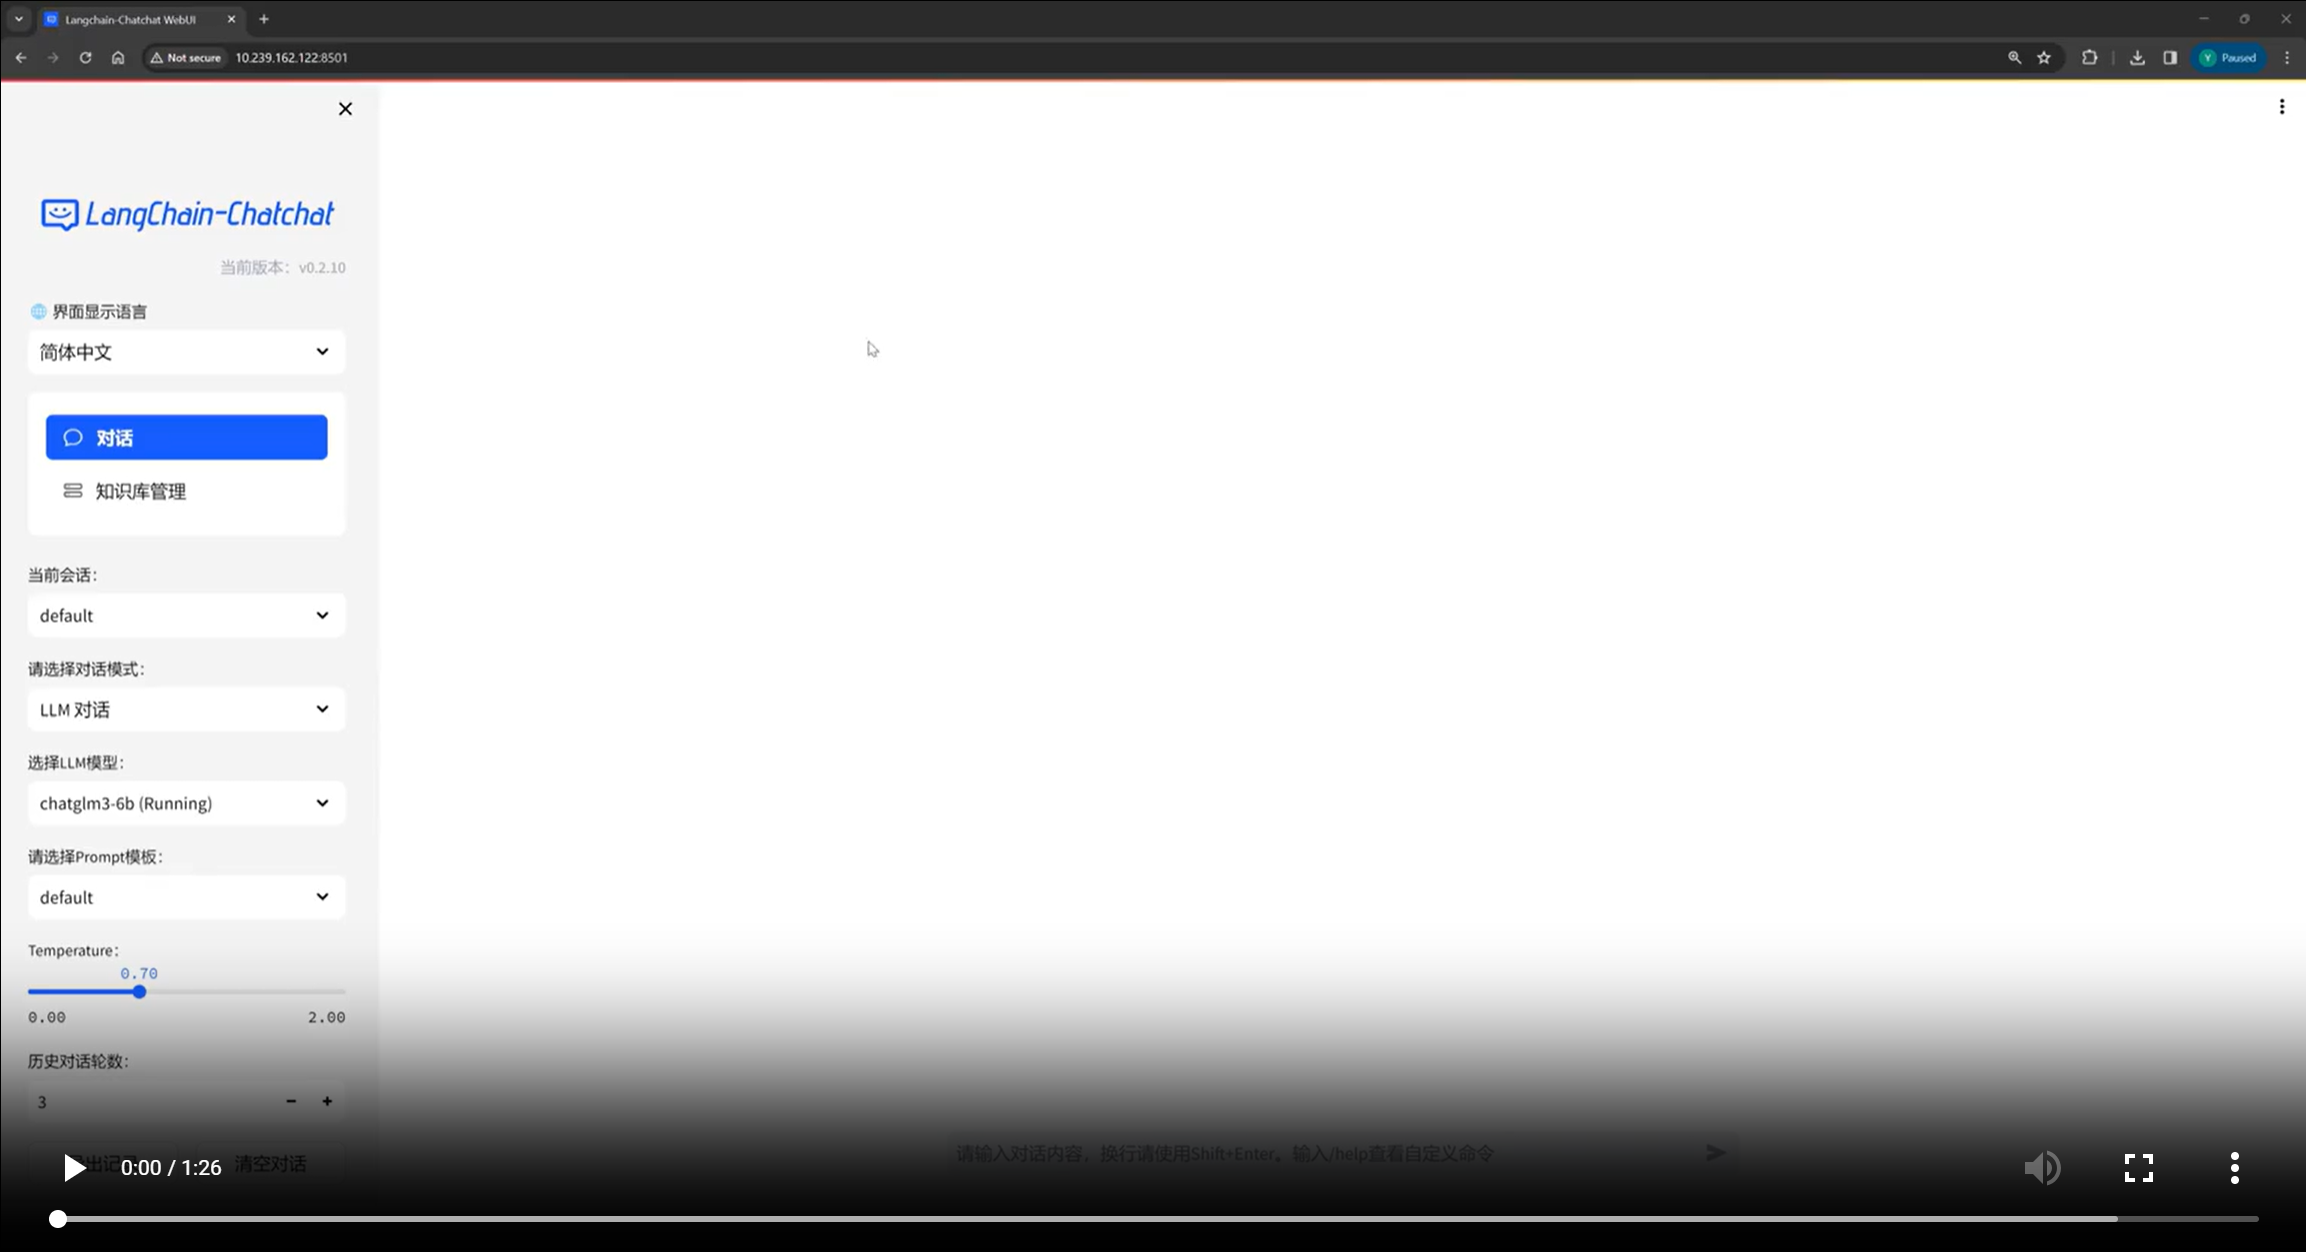 Langchain-Chatchat WebUI
Not secure
10.239.162.122:8501
Y Paused
LangChain-Chatchat
当前版本：v0.2.10
界面显示语言
简体中文
对话
知识库管理
当前会话：
default
请选择对话模式：
LLM 对话
选择LLM模型：
chatglm3-6b (Running)
请选择Prompt模板：
default
Temperature：
0.70
0.00
2.00
历史对话轮数：
3
请输入对话内容，换行请使用Shift+Enter。输入/help查看自定义命令
出记
0:00 / 1:26
清空对话